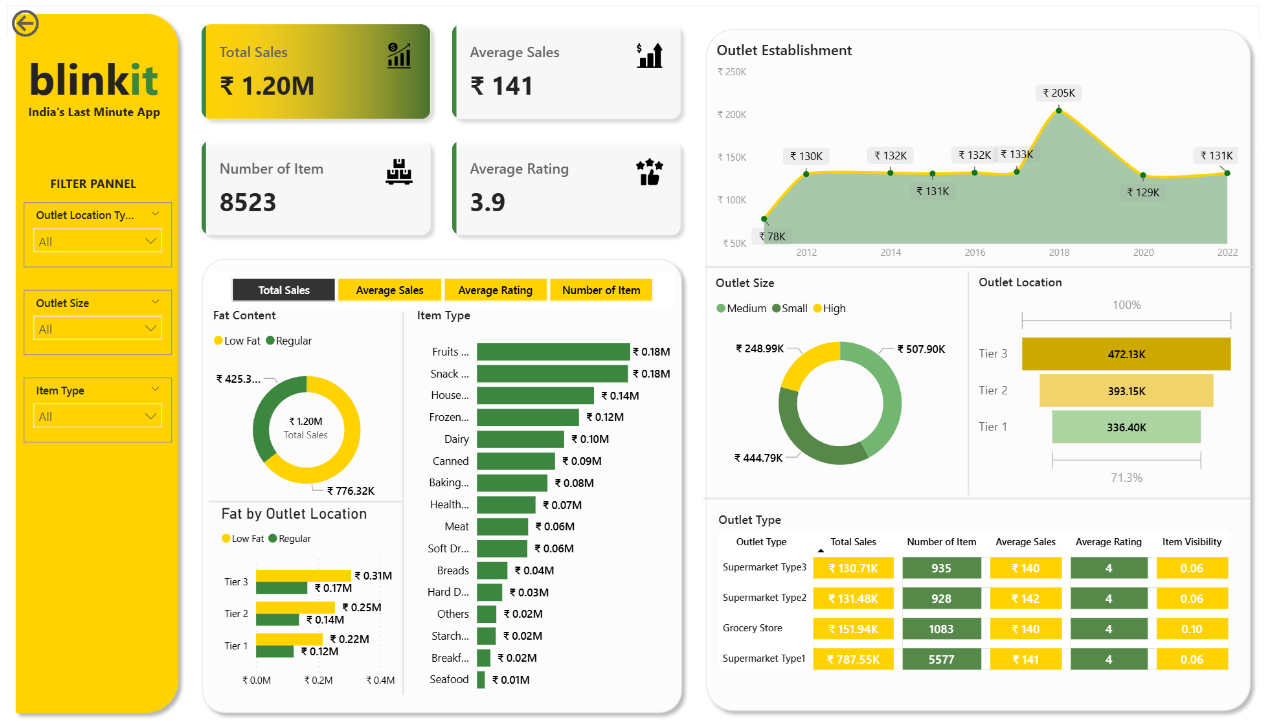 blinkit
India's Last Minute App
FILTER PANNEL
Outlet Location Ty...
All
Outlet Size
All
Item Type
All
Total Sales
₹ 1.20M
Average Sales
₹ 141
Number of Item
8523
Average Rating
3.9
Total Sales Average Sales Average Rating Number of Item
Fat Content
Low Fat Regular
₹ 425.3...
₹ 1.20M
Total Sales
₹ 776.32K
Fat by Outlet Location
Low Fat Regular
Tier 3 ₹ 0.31M
₹ 0.17M
Tier 2 ₹ 0.25M
₹ 0.14M
Tier 1 ₹ 0.22M
₹ 0.12M
₹ 0.0M ₹ 0.2M ₹ 0.4M
Item Type
Fruits ... ₹ 0.18M
Snack ... ₹ 0.18M
House... ₹ 0.14M
Frozen... ₹ 0.12M
Dairy ₹ 0.10M
Canned ₹ 0.09M
Baking... ₹ 0.08M
Health... ₹ 0.07M
Meat ₹ 0.06M
Soft Dr... ₹ 0.06M
Breads ₹ 0.04M
Hard D... ₹ 0.03M
Others ₹ 0.02M
Starch... ₹ 0.02M
Breakf... ₹ 0.02M
Seafood ₹ 0.01M
Outlet Establishment
₹ 250K
₹ 200K
₹ 150K
₹ 100K
₹ 50K
₹ 78K
₹ 130K
₹ 132K
₹ 131K
₹ 132K
₹ 133K
₹ 205K
₹ 129K
₹ 131K
2012 2014 2016 2018 2020 2022
Outlet Size
Medium Small High
₹ 248.99K
₹ 507.90K
₹ 444.79K
Outlet Location
100%
Tier 3 472.13K
Tier 2 393.15K
Tier 1 336.40K
71.3%
Outlet Type
Outlet Type Total Sales Number of Item Average Sales Average Rating Item Visibility
Supermarket Type3 ₹ 130.71K 935 ₹ 140 4 0.06
Supermarket Type2 ₹ 131.48K 928 ₹ 142 4 0.06
Grocery Store ₹ 151.94K 1083 ₹ 140 4 0.10
Supermarket Type1 ₹ 787.55K 5577 ₹ 141 4 0.06